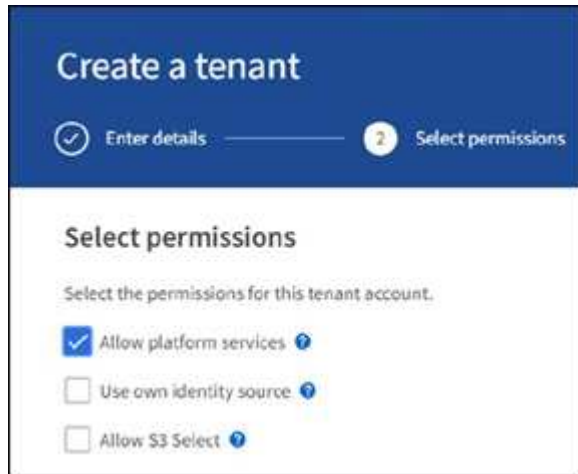 Create a tenant
Enter details
2 Select permissions
Select permissions
Select the permissions for this tenant account.
Allow platform services ?
Use own identity source ?
Allow S3 Select ?